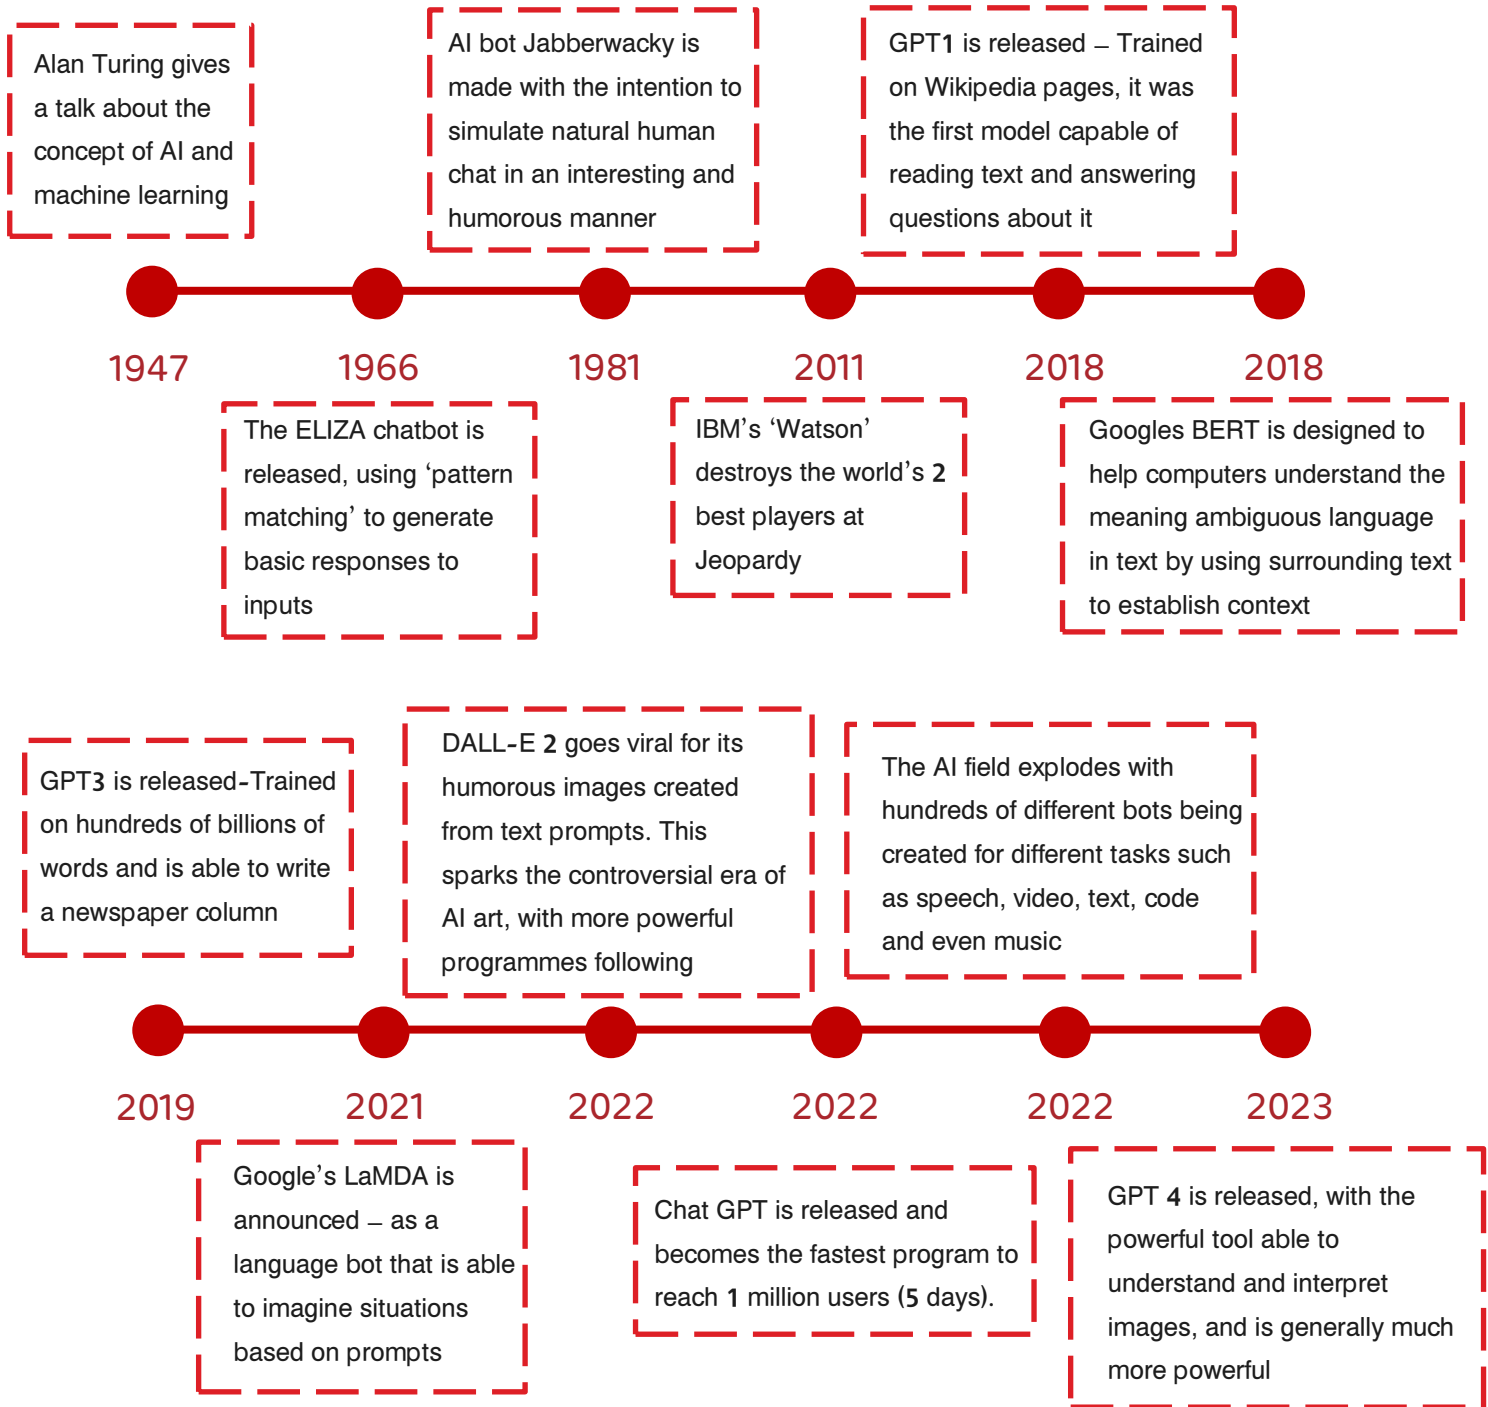 Alan Turing gives
a talk about the
concept of AI and
machine learning
AI bot Jabberwacky is
made with the intention to
simulate natural human
chat in an interesting and
humorous manner
GPT1 is released – Trained
on Wikipedia pages, it was
the first model capable of
reading text and answering
questions about it
1947
1966
1981
2011
2018
2018
The ELIZA chatbot is
released, using ‘pattern
matching’ to generate
basic responses to
inputs
IBM’s ‘Watson’
destroys the world’s 2
best players at
Jeopardy
Googles BERT is designed to
help computers understand the
meaning ambiguous language
in text by using surrounding text
to establish context
GPT3 is released-Trained
on hundreds of billions of
words and is able to write
a newspaper column
DALL-E 2 goes viral for its
humorous images created
from text prompts. This
sparks the controversial era of
AI art, with more powerful
programmes following
The AI field explodes with
hundreds of different bots being
created for different tasks such
as speech, video, text, code
and even music
2019
2021
2022
2022
2022
2023
Google’s LaMDA is
announced – as a
language bot that is able
to imagine situations
based on prompts
Chat GPT is released and
becomes the fastest program to
reach 1 million users (5 days).
GPT 4 is released, with the
powerful tool able to
understand and interpret
images, and is generally much
more powerful